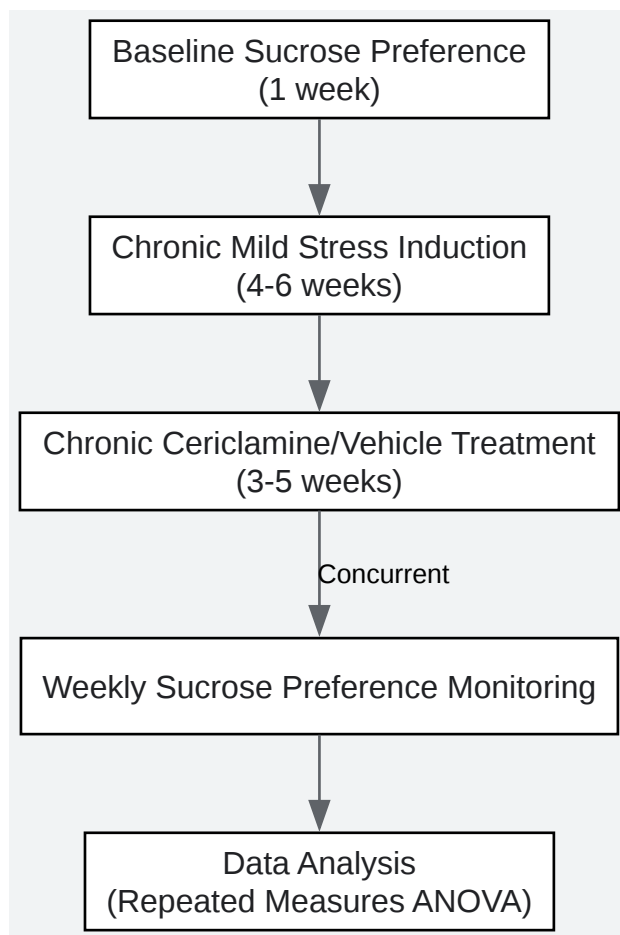 Baseline Sucrose Preference
(1 week)
Chronic Mild Stress Induction
(4-6 weeks)
Chronic Cericlamine/Vehicle Treatment
(3-5 weeks)
Concurrent
Weekly Sucrose Preference Monitoring
Data Analysis
(Repeated Measures ANOVA)